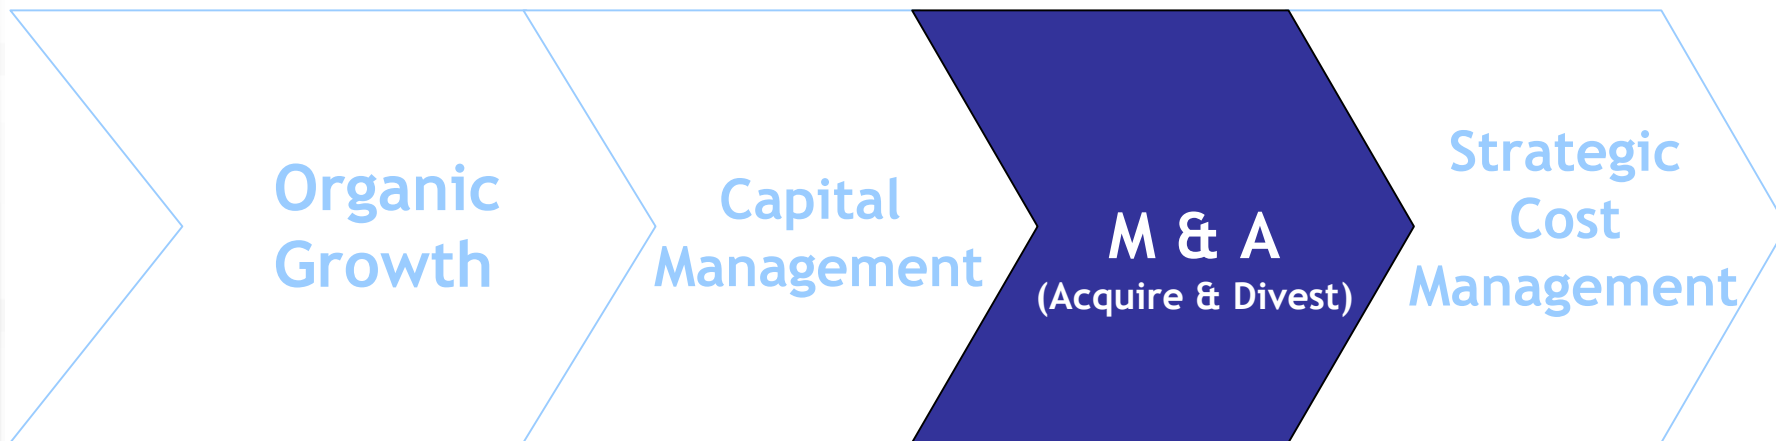 Organic
Growth
Capital
Management
M & A
(Acquire & Divest)
Strategic
Cost
Management